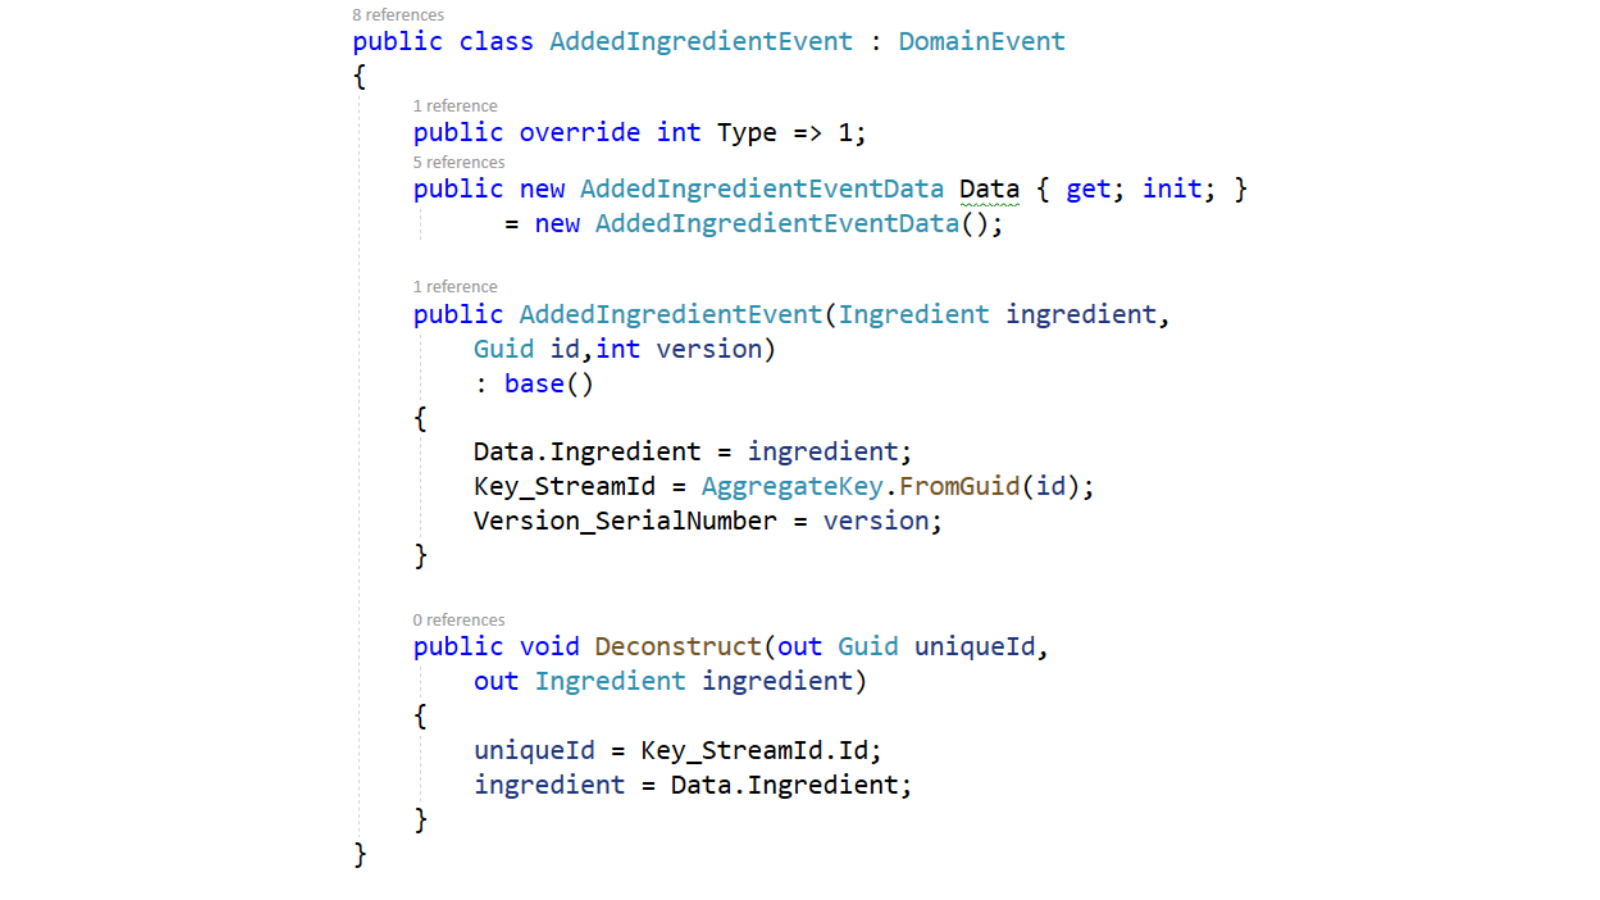 8 references
public class AddedIngredientEvent : DomainEvent
{
1 reference
public override int Type => 1;
5 references
public new AddedIngredientEventData Data { get; init; }
= new AddedIngredientEventData();
1 reference
public AddedIngredientEvent(Ingredient ingredient,
Guid id,int version)
: base()
{
Data.Ingredient = ingredient;
Key_StreamId = AggregateKey.FromGuid(id);
Version_SerialNumber = version;
}
0 references
public void Deconstruct(out Guid uniqueId,
out Ingredient ingredient)
{
uniqueId = Key_StreamId.Id;
ingredient = Data.Ingredient;
}
}